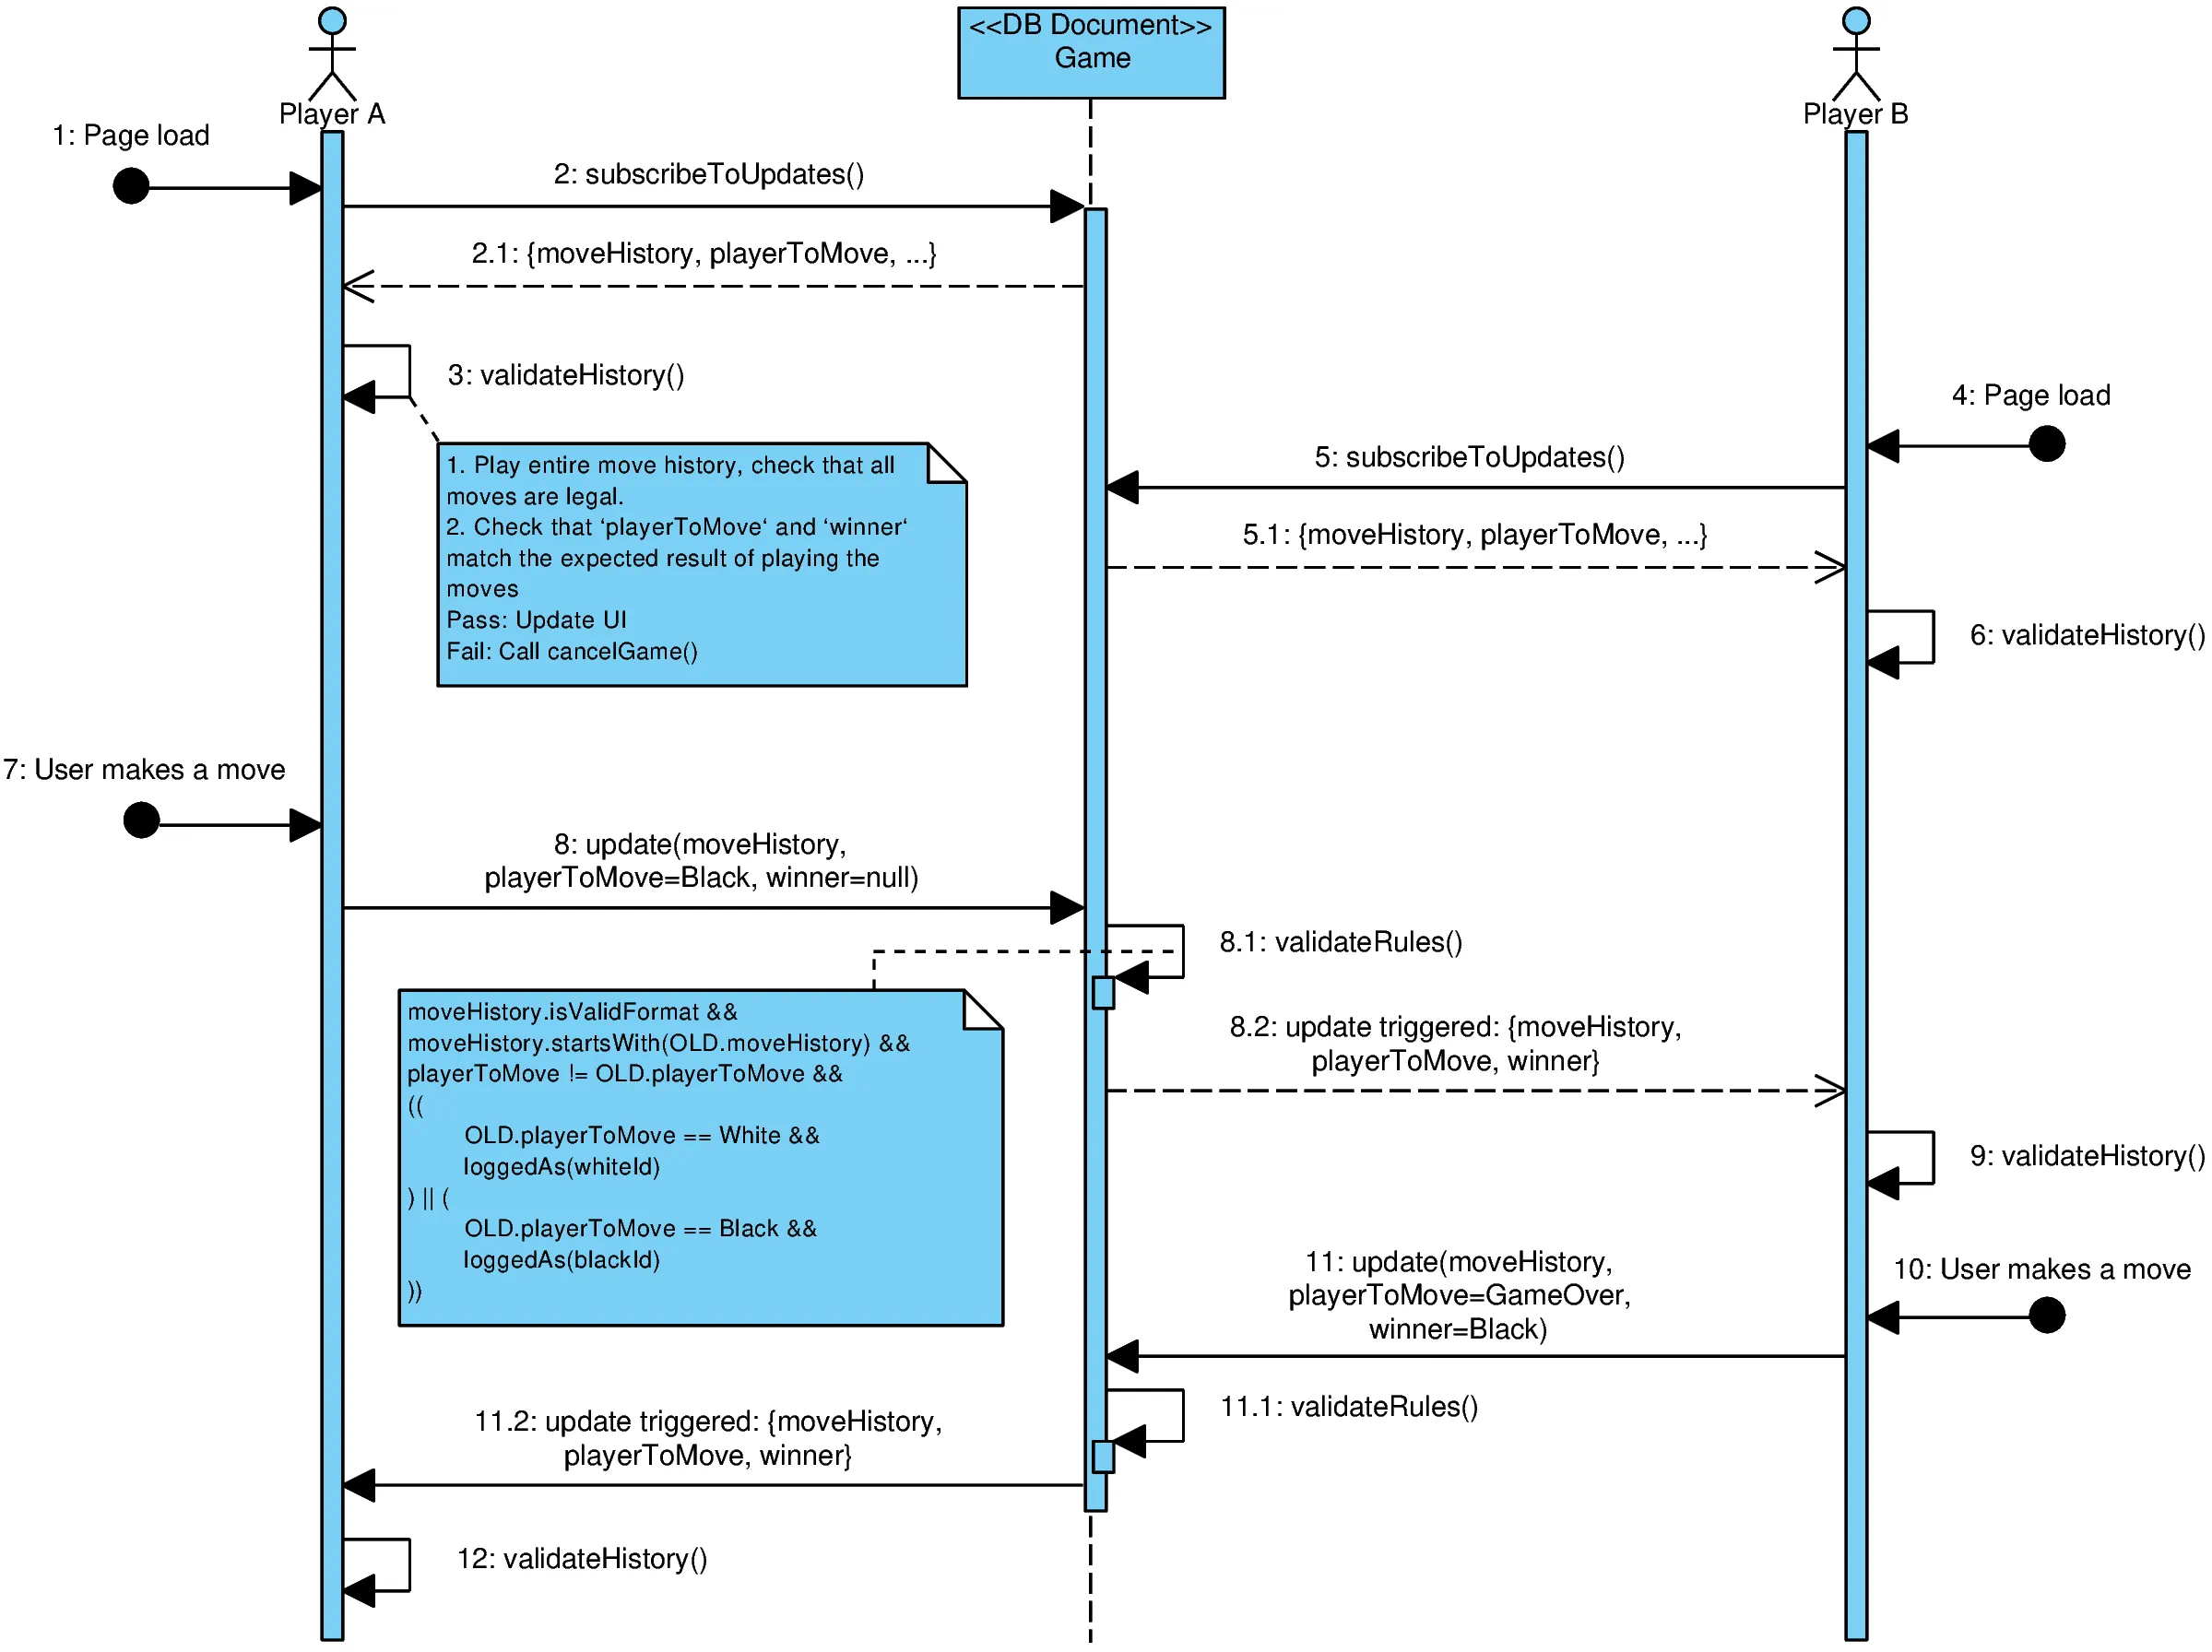 <<DB Document>>
Game
Player A
Player B
1: Page load
2: subscribeToUpdates()
2.1: {moveHistory, playerToMove, ...}
3: validateHistory()
4: Page load
1. Play entire move history, check that all
moves are legal.
2. Check that ‘playerToMove‘ and ‘winner‘
match the expected result of playing the
moves
Pass: Update UI
Fail: Call cancelGame()
5: subscribeToUpdates()
5.1: {moveHistory, playerToMove, ...}
6: validateHistory()
7: User makes a move
8: update(moveHistory,
playerToMove=Black, winner=null)
8.1: validateRules()
moveHistory.isValidFormat &&
moveHistory.startsWith(OLD.moveHistory) &&
playerToMove != OLD.playerToMove &&
((
OLD.playerToMove == White &&
loggedAs(whiteId)
) || (
OLD.playerToMove == Black &&
loggedAs(blackId)
))
8.2: update triggered: {moveHistory,
playerToMove, winner}
9: validateHistory()
10: User makes a move
11: update(moveHistory,
playerToMove=GameOver,
winner=Black)
11.1: validateRules()
11.2: update triggered: {moveHistory,
playerToMove, winner}
12: validateHistory()